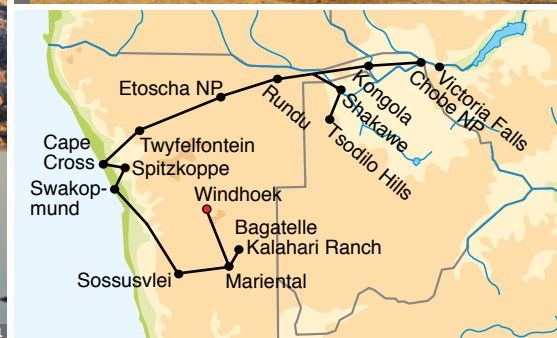 Etoscha NP
Rundu
Kongola
Chobe NP
Victoria Falls
Shakawe
Tsodilo Hills
Cape
Cross
Twyfelfontein
Spitzkoppe
Swakop-
mund
Windhoek
Bagatelle
Kalahari Ranch
Sossusvlei
Mariental